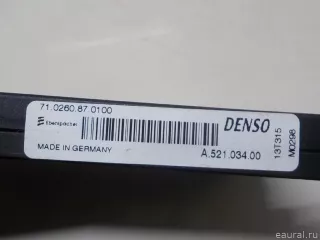 71.0260.87.0100
Eberspächer
DENSO
MADE IN GERMANY
A.521.034.00
13T315
M0298
eaural.ru